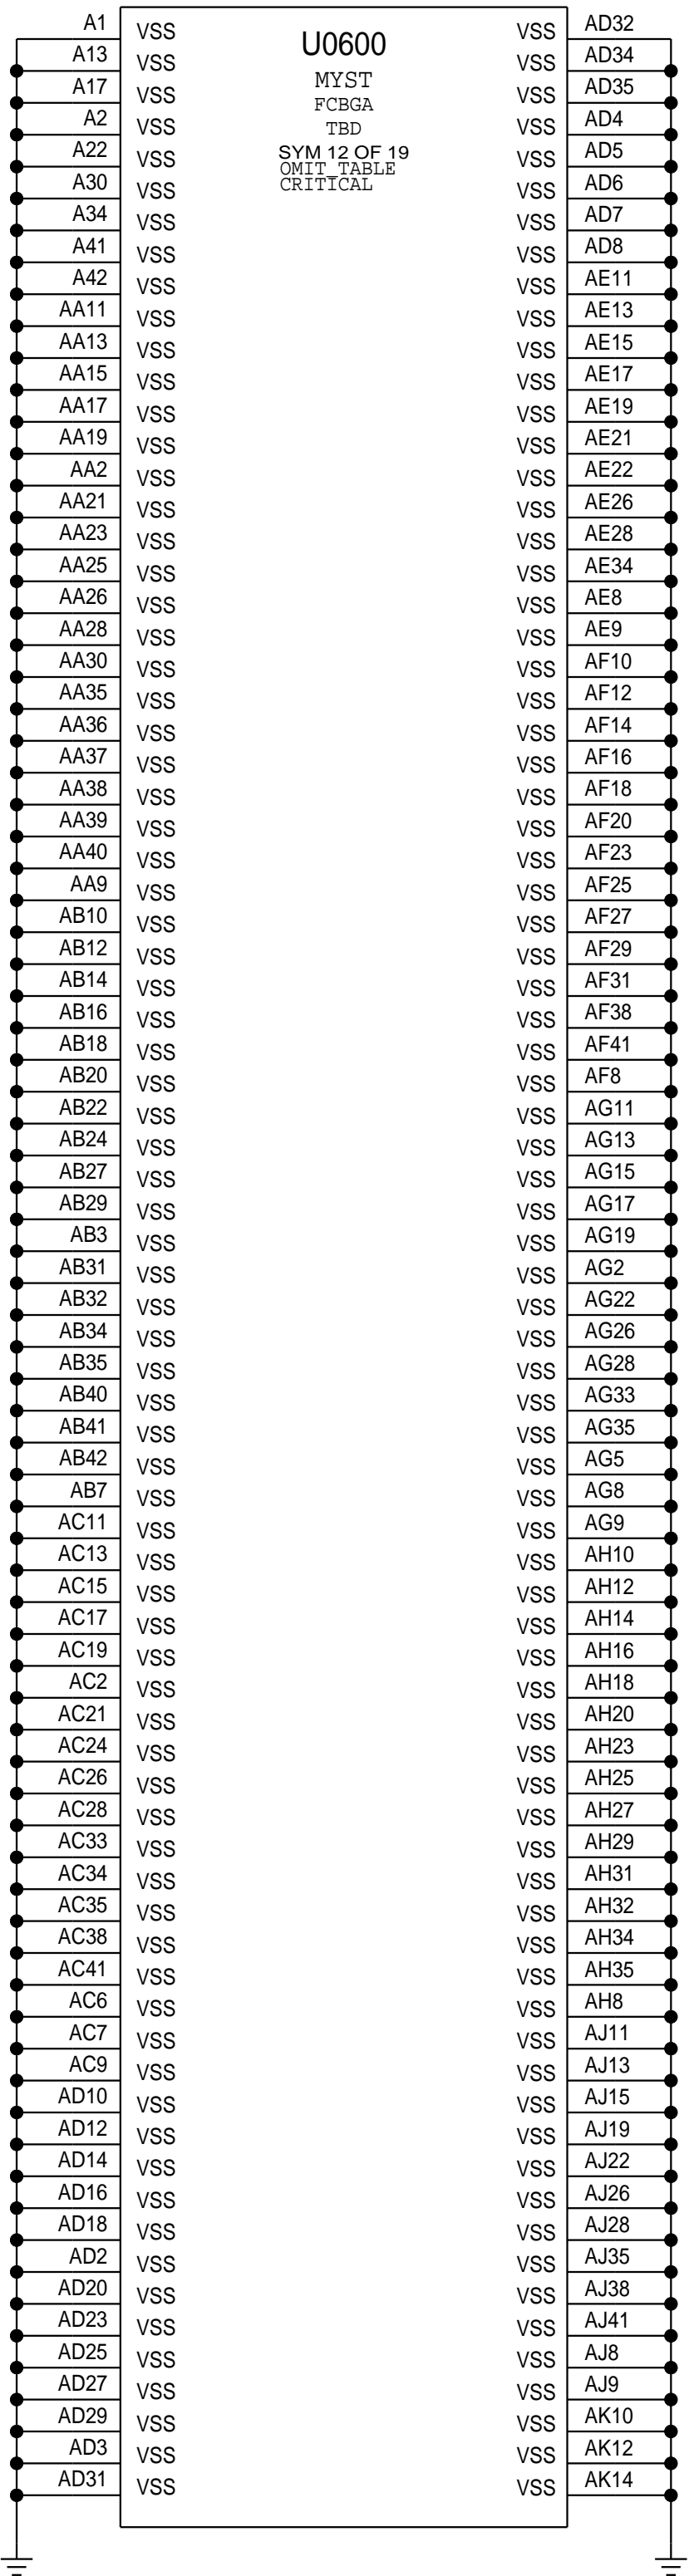 U0600
MYST
FCBGA
TBD
SYM 12 OF 19
OMIT_TABLE
CRITICAL
A1 VSS VSS AD32
A13 VSS VSS AD34
A17 VSS VSS AD35
A2 VSS VSS AD4
A22 VSS VSS AD5
A30 VSS VSS AD6
A34 VSS VSS AD7
A41 VSS VSS AD8
A42 VSS VSS AE11
AA11 VSS VSS AE13
AA13 VSS VSS AE15
AA15 VSS VSS AE17
AA17 VSS VSS AE19
AA19 VSS VSS AE21
AA2 VSS VSS AE22
AA21 VSS VSS AE26
AA23 VSS VSS AE28
AA25 VSS VSS AE34
AA26 VSS VSS AE8
AA28 VSS VSS AE9
AA30 VSS VSS AF10
AA35 VSS VSS AF12
AA36 VSS VSS AF14
AA37 VSS VSS AF16
AA38 VSS VSS AF18
AA39 VSS VSS AF20
AA40 VSS VSS AF23
AA9 VSS VSS AF25
AB10 VSS VSS AF27
AB12 VSS VSS AF29
AB14 VSS VSS AF31
AB16 VSS VSS AF38
AB18 VSS VSS AF41
AB20 VSS VSS AF8
AB22 VSS VSS AG11
AB24 VSS VSS AG13
AB27 VSS VSS AG15
AB29 VSS VSS AG17
AB3 VSS VSS AG19
AB31 VSS VSS AG2
AB32 VSS VSS AG22
AB34 VSS VSS AG26
AB35 VSS VSS AG28
AB40 VSS VSS AG33
AB41 VSS VSS AG35
AB42 VSS VSS AG5
AB7 VSS VSS AG8
AC11 VSS VSS AG9
AC13 VSS VSS AH10
AC15 VSS VSS AH12
AC17 VSS VSS AH14
AC19 VSS VSS AH16
AC2 VSS VSS AH18
AC21 VSS VSS AH20
AC24 VSS VSS AH23
AC26 VSS VSS AH25
AC28 VSS VSS AH27
AC33 VSS VSS AH29
AC34 VSS VSS AH31
AC35 VSS VSS AH32
AC38 VSS VSS AH34
AC41 VSS VSS AH35
AC6 VSS VSS AH8
AC7 VSS VSS AJ11
AC9 VSS VSS AJ13
AD10 VSS VSS AJ15
AD12 VSS VSS AJ19
AD14 VSS VSS AJ22
AD16 VSS VSS AJ26
AD18 VSS VSS AJ28
AD2 VSS VSS AJ35
AD20 VSS VSS AJ38
AD23 VSS VSS AJ41
AD25 VSS VSS AJ8
AD27 VSS VSS AJ9
AD29 VSS VSS AK10
AD3 VSS VSS AK12
AD31 VSS VSS AK14